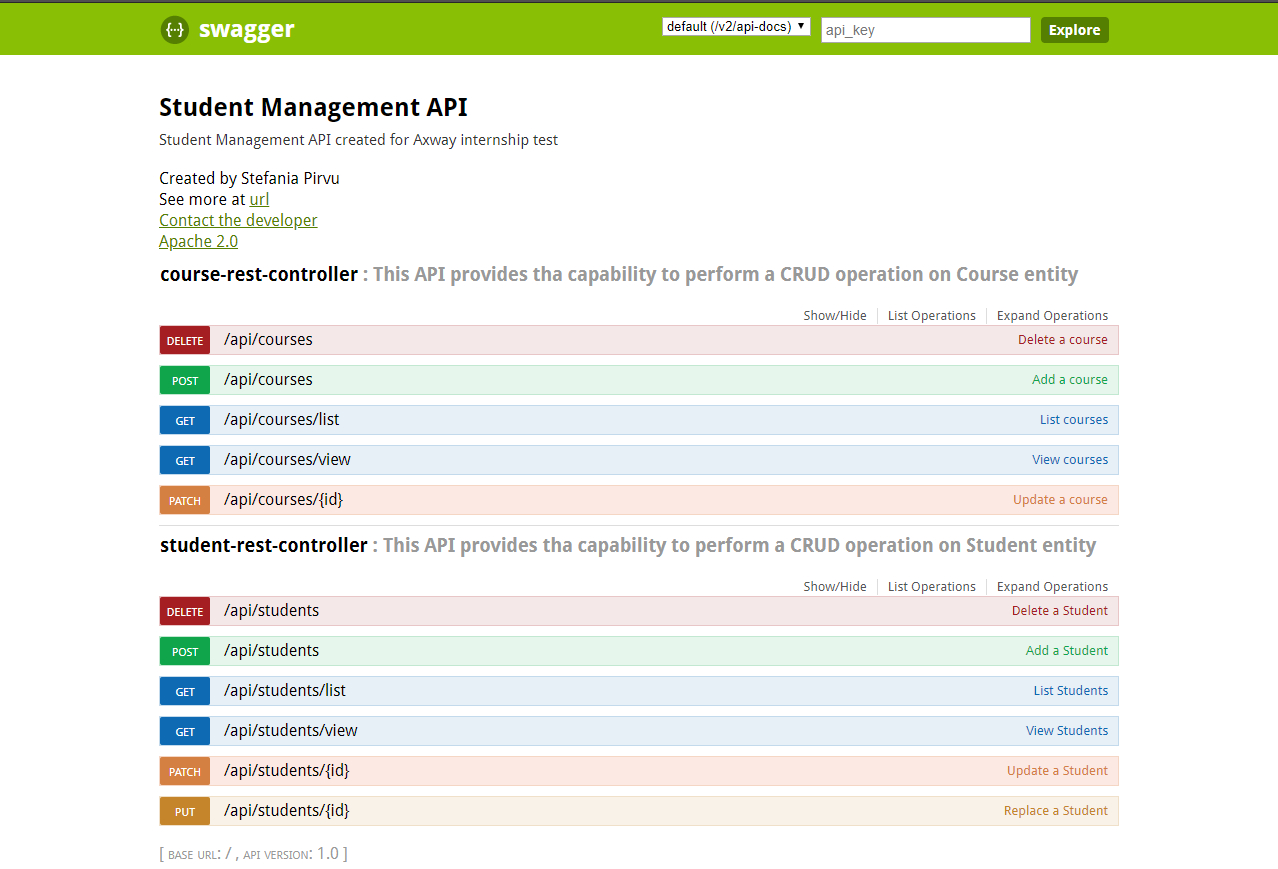 {···} swagger default (/v2/api-docs) ▼ api_key Explore
Student Management API
Student Management API created for Axway internship test
Created by Stefania Pirvu
See more at url
Contact the developer
Apache 2.0
course-rest-controller : This API provides tha capability to perform a CRUD operation on Course entity
Show/Hide List Operations Expand Operations
DELETE /api/courses Delete a course
POST /api/courses Add a course
GET /api/courses/list List courses
GET /api/courses/view View courses
PATCH /api/courses/{id} Update a course
student-rest-controller : This API provides tha capability to perform a CRUD operation on Student entity
Show/Hide List Operations Expand Operations
DELETE /api/students Delete a Student
POST /api/students Add a Student
GET /api/students/list List Students
GET /api/students/view View Students
PATCH /api/students/{id} Update a Student
PUT /api/students/{id} Replace a Student
[ BASE URL: / , API VERSION: 1.0 ]